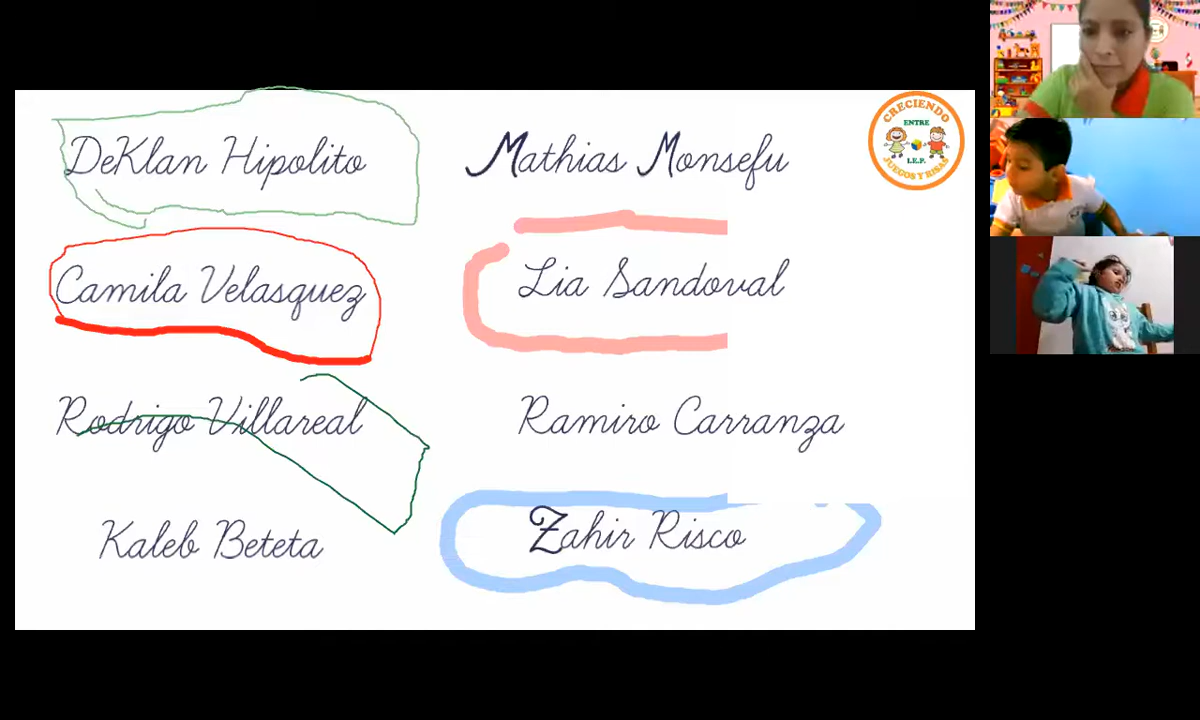 DeKlan Hipolito
Mathias Monsefu
Camila Velasquez
Lia Sandoval
Rodrigo Villareal
Ramiro Carranza
Kaleb Beteta
Zahir Risco
CRECIENDO
ENTRE
I.E.P.
JUEGOS Y RISAS